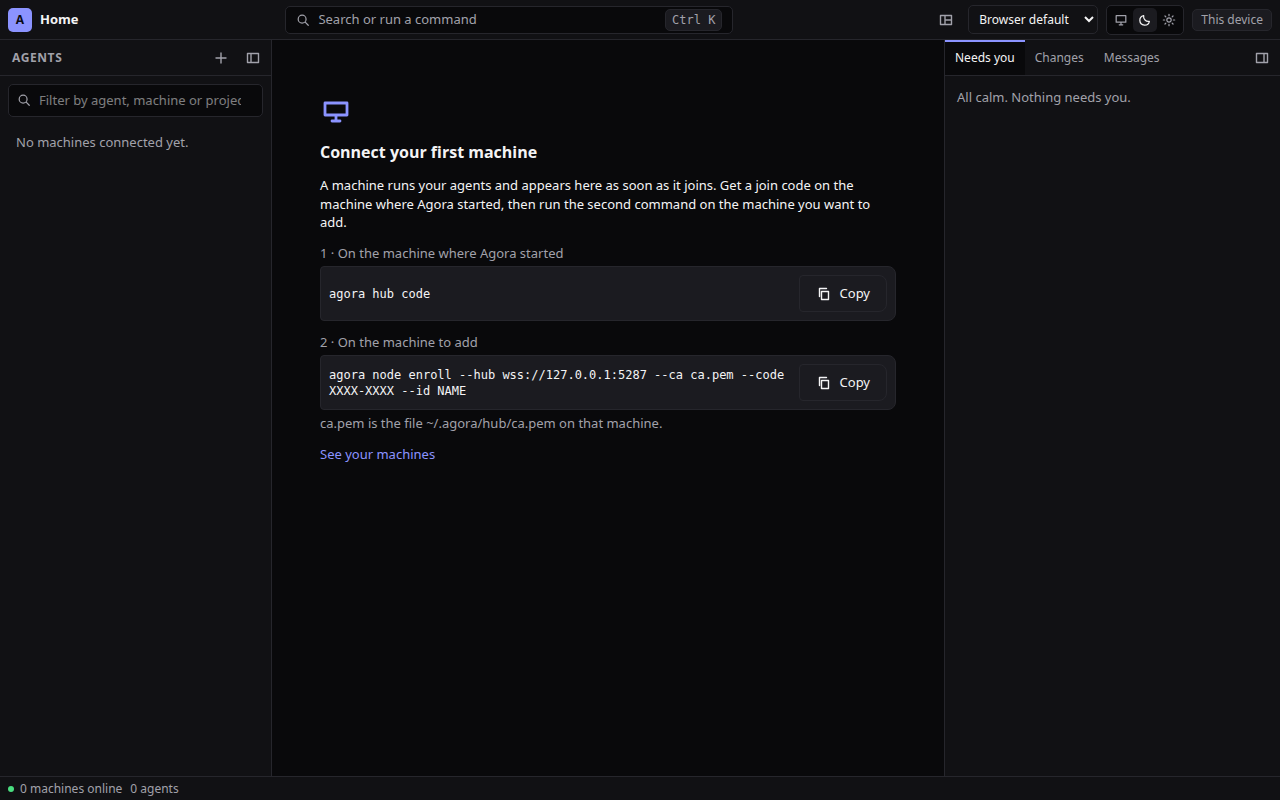 A Home
Search or run a command Ctrl K
Browser default
This device
AGENTS
Filter by agent, machine or projec
No machines connected yet.
Connect your first machine
A machine runs your agents and appears here as soon as it joins. Get a join code on the
machine where Agora started, then run the second command on the machine you want to
add.
1 · On the machine where Agora started
agora hub code
Copy
2 · On the machine to add
agora node enroll --hub wss://127.0.0.1:5287 --ca ca.pem --code
XXXX-XXXX --id NAME
Copy
ca.pem is the file ~/.agora/hub/ca.pem on that machine.
See your machines
Needs you Changes Messages
All calm. Nothing needs you.
0 machines online 0 agents